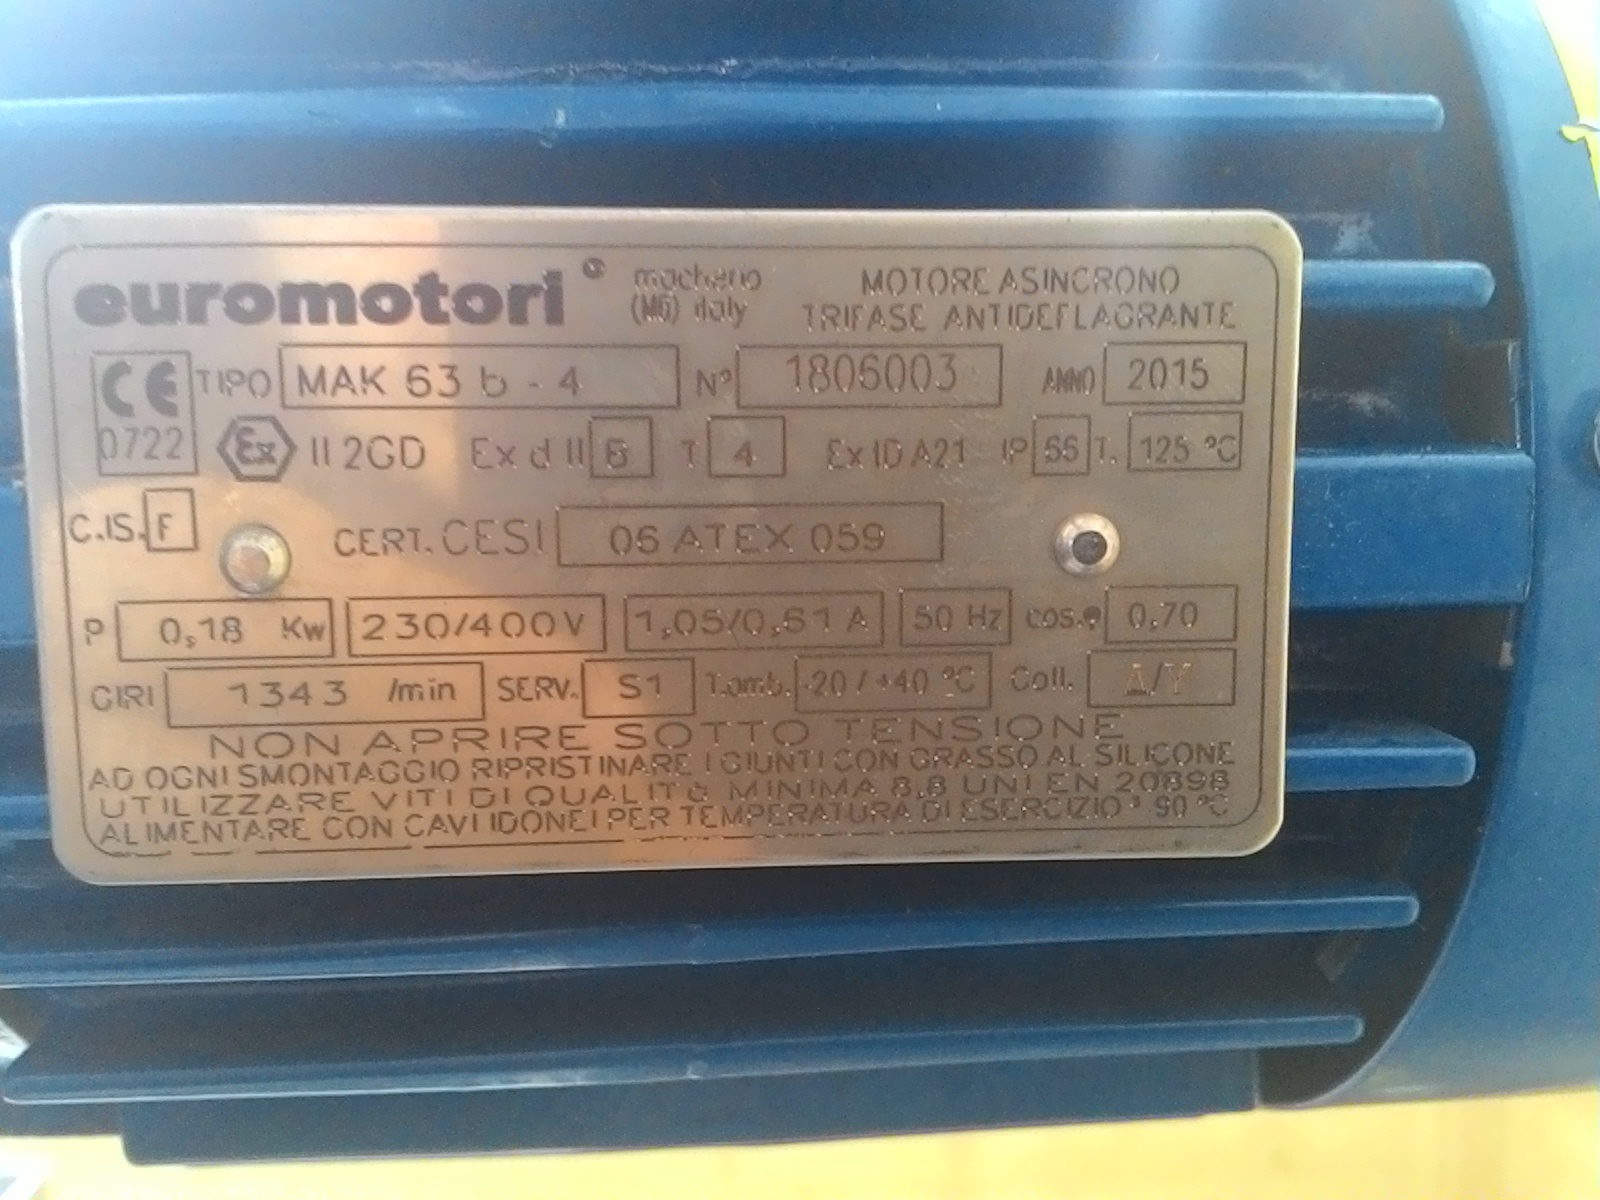 euromotori ® macherio MOTORE ASINCRONO
(MB) italy TRIFASE ANTIDEFLAGRANTE
CE TIPO MAK 63 b - 4 N° 1806003 ANNO 2015
0722 Ex II 2GD Ex d II B T 4 Ex tD A21 IP 55 T. 125 °C
C.IS. F CERT. CESI 06 ATEX 059
P 0,18 Kw 230/400V 1,05/0,61 A 50 Hz cos.φ 0,70
GIRI 1343 /min SERV. S1 T.amb. -20 / +40 °C Coll. Δ/Y
NON APRIRE SOTTO TENSIONE
AD OGNI SMONTAGGIO RIPRISTINARE I GIUNTI CON GRASSO AL SILICONE
UTILIZZARE VITI DI QUALITà MINIMA 8.8 UNI EN 20898
ALIMENTARE CON CAVI IDONEI PER TEMPERATURA DI ESERCIZIO ³ 90 °C